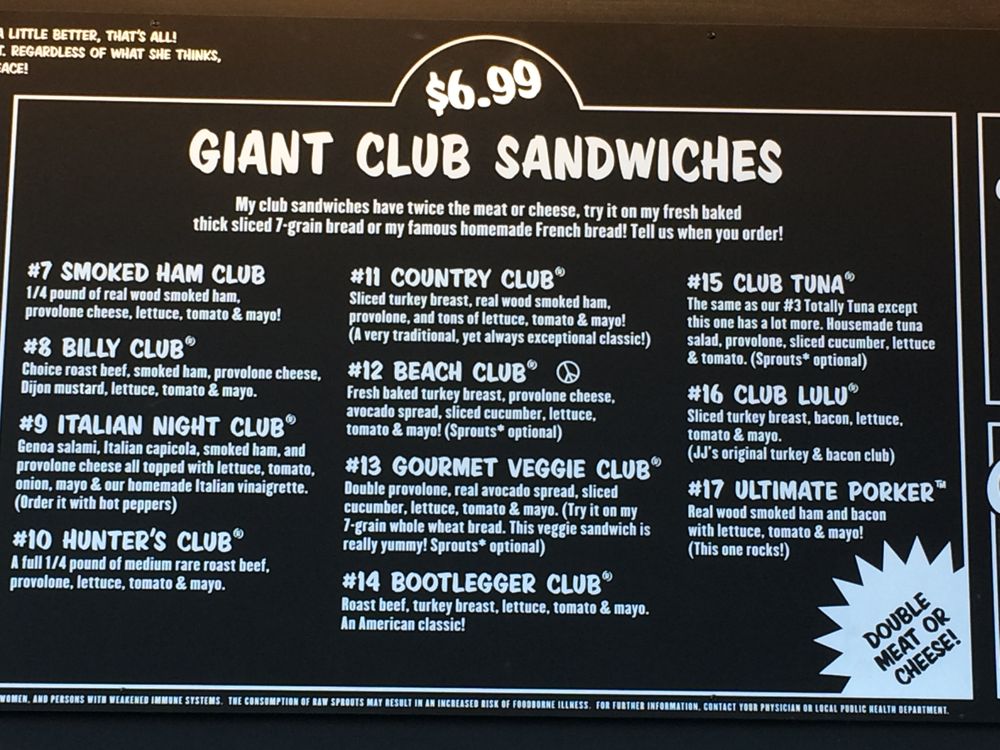 A LITTLE BETTER, THAT'S ALL!
T. REGARDLESS OF WHAT SHE THINKS,
EACE!
$6.99
GIANT CLUB SANDWICHES
My club sandwiches have twice the meat or cheese, try it on my fresh baked
thick sliced 7-grain bread or my famous homemade French bread! Tell us when you order!
#7 SMOKED HAM CLUB
1/4 pound of real wood smoked ham,
provolone cheese, lettuce, tomato & mayo!
#8 BILLY CLUB®
Choice roast beef, smoked ham, provolone cheese,
Dijon mustard, lettuce, tomato & mayo.
#9 ITALIAN NIGHT CLUB®
Genoa salami, Italian capicola, smoked ham, and
provolone cheese all topped with lettuce, tomato,
onion, mayo & our homemade Italian vinaigrette.
(Order it with hot peppers)
#10 HUNTER'S CLUB®
A full 1/4 pound of medium rare roast beef,
provolone, lettuce, tomato & mayo.
#11 COUNTRY CLUB®
Sliced turkey breast, real wood smoked ham,
provolone, and tons of lettuce, tomato & mayo!
(A very traditional, yet always exceptional classic!)
#12 BEACH CLUB®
Fresh baked turkey breast, provolone cheese,
avocado spread, sliced cucumber, lettuce,
tomato & mayo! (Sprouts* optional)
#13 GOURMET VEGGIE CLUB®
Double provolone, real avocado spread, sliced
cucumber, lettuce, tomato & mayo. (Try it on my
7-grain whole wheat bread. This veggie sandwich is
really yummy! Sprouts* optional)
#14 BOOTLEGGER CLUB®
Roast beef, turkey breast, lettuce, tomato & mayo.
An American classic!
#15 CLUB TUNA®
The same as our #3 Totally Tuna except
this one has a lot more. Housemade tuna
salad, provolone, sliced cucumber, lettuce
& tomato. (Sprouts* optional)
#16 CLUB LULU®
Sliced turkey breast, bacon, lettuce,
tomato & mayo.
(JJ's original turkey & bacon club)
#17 ULTIMATE PORKER™
Real wood smoked ham and bacon
with lettuce, tomato & mayo!
(This one rocks!)
DOUBLE
MEAT OR
CHEESE!
WOMEN, AND PERSONS WITH WEAKENED IMMUNE SYSTEMS. THE CONSUMPTION OF RAW SPROUTS MAY RESULT IN AN INCREASED RISK OF FOODBORNE ILLNESS. FOR FURTHER INFORMATION, CONTACT YOUR PHYSICIAN OR LOCAL PUBLIC HEALTH DEPARTMENT.